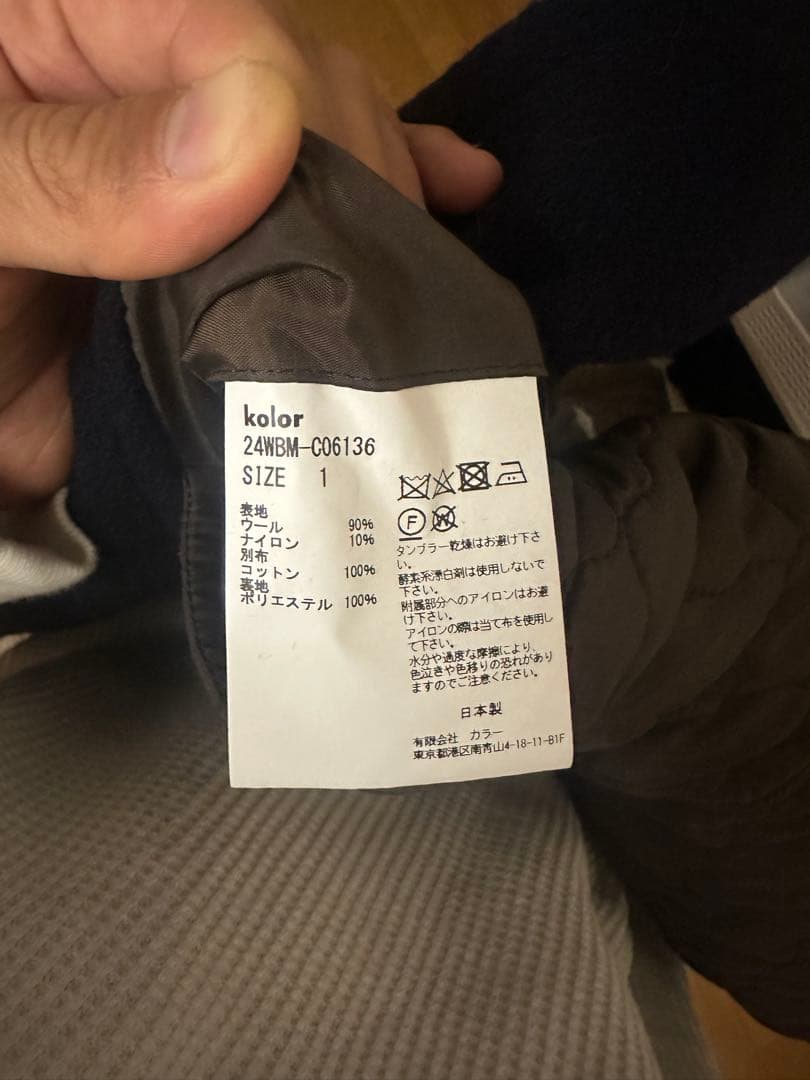 kolor
24WBM-C06136
SIZE 1
表地
ウール 90%
ナイロン 10%
別布
コットン 100%
裏地
ポリエステル 100%
F
W
タンブラー乾燥はお避け下さ
い。
酵素系漂白剤は使用しないで
下さい。
附属部分へのアイロンはお避
け下さい。
アイロンの際は当て布を使用し
て下さい。
水分や過度な摩擦により、
色泣きや色移りの恐れがあり
ますのでご注意ください。
日本製
有限会社 カラー
東京都港区南青山4-18-11-B1F